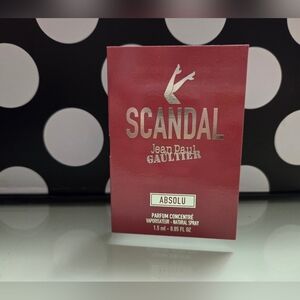 SCANDAL
Jean Paul
GAULTIER
ABSOLU
PARFUM CONCENTRÉ
VAPORISATEUR - NATURAL SPRAY
1.5 ml - 0.05 FL OZ